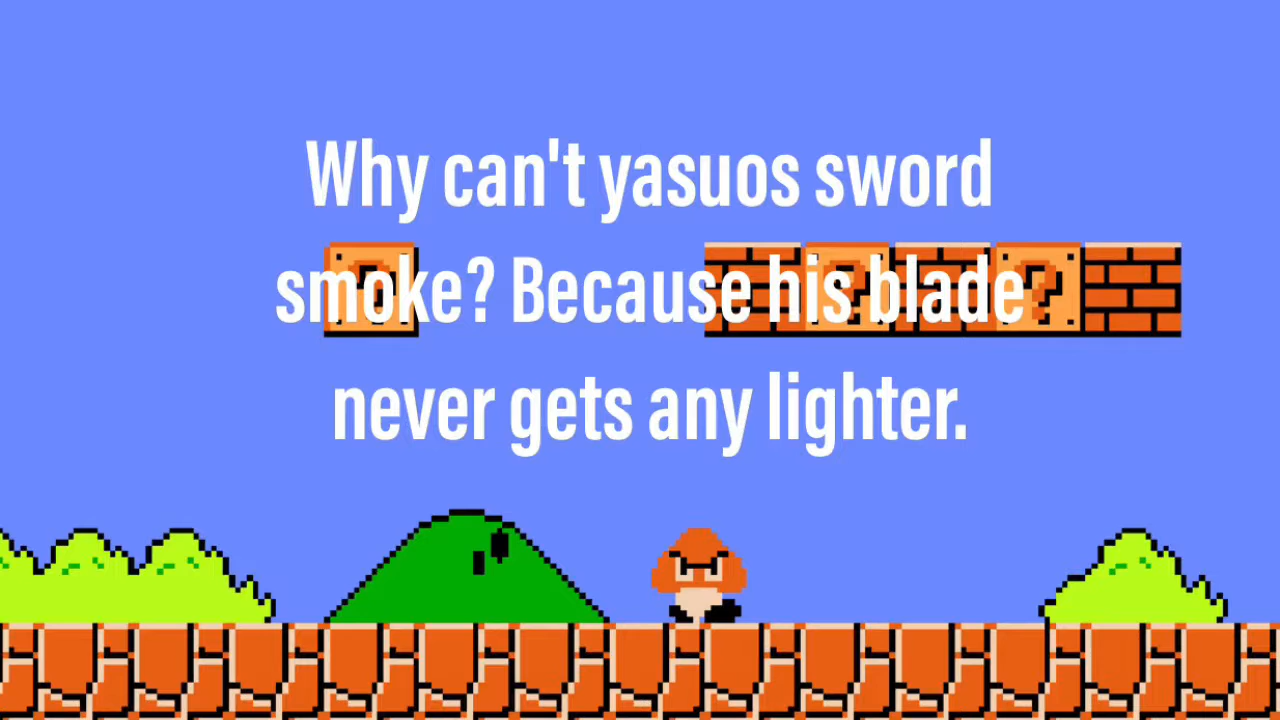 Why can't yasuos sword
smoke? Because his blade
never gets any lighter.